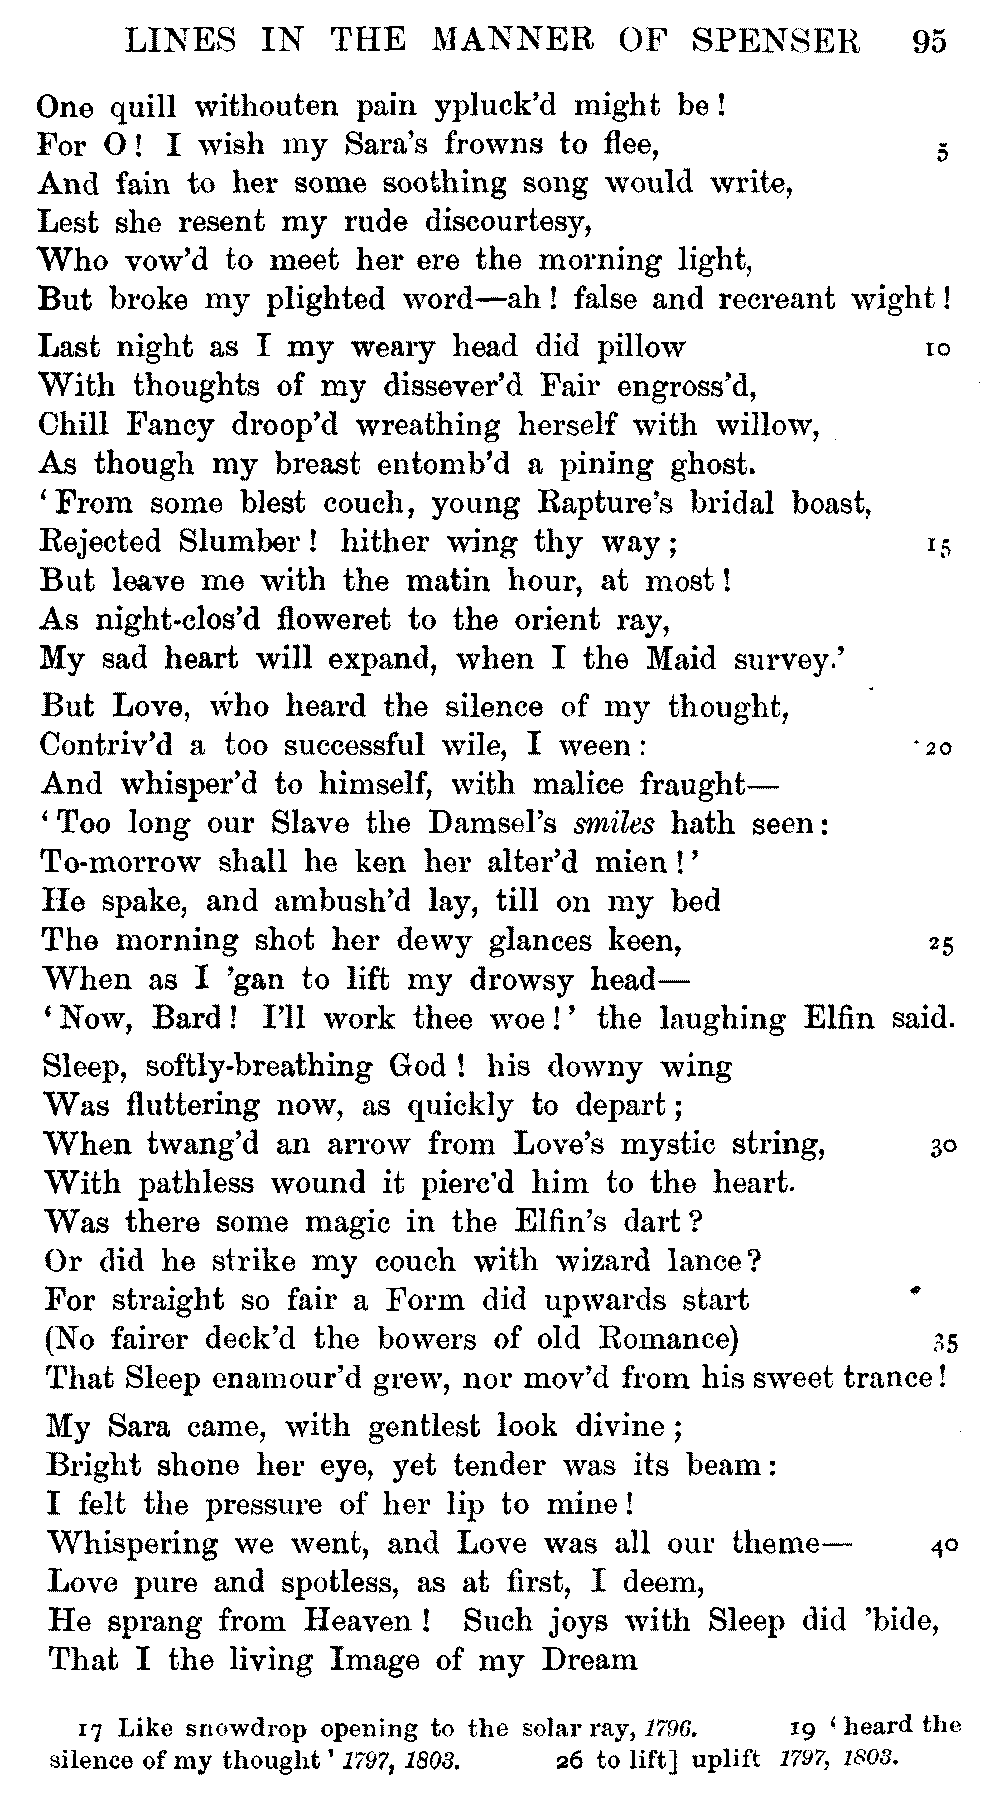 LINES IN THE MANNER OF SPENSER 95
One quill withouten pain ypluck'd might be!
For O! I wish my Sara's frowns to flee, 5
And fain to her some soothing song would write,
Lest she resent my rude discourtesy,
Who vow'd to meet her ere the morning light,
But broke my plighted word—ah! false and recreant wight!
Last night as I my weary head did pillow 10
With thoughts of my dissever'd Fair engross'd,
Chill Fancy droop'd wreathing herself with willow,
As though my breast entomb'd a pining ghost.
'From some blest couch, young Rapture's bridal boast,
Rejected Slumber! hither wing thy way; 15
But leave me with the matin hour, at most!
As night-clos'd floweret to the orient ray,
My sad heart will expand, when I the Maid survey.'
But Love, who heard the silence of my thought,
Contriv'd a too successful wile, I ween: 20
And whisper'd to himself, with malice fraught—
'Too long our Slave the Damsel's smiles hath seen:
To-morrow shall he ken her alter'd mien!'
He spake, and ambush'd lay, till on my bed
The morning shot her dewy glances keen, 25
When as I 'gan to lift my drowsy head—
'Now, Bard! I'll work thee woe!' the laughing Elfin said.
Sleep, softly-breathing God! his downy wing
Was fluttering now, as quickly to depart;
When twang'd an arrow from Love's mystic string, 30
With pathless wound it pierc'd him to the heart.
Was there some magic in the Elfin's dart?
Or did he strike my couch with wizard lance?
For straight so fair a Form did upwards start
(No fairer deck'd the bowers of old Romance) 35
That Sleep enamour'd grew, nor mov'd from his sweet trance!
My Sara came, with gentlest look divine;
Bright shone her eye, yet tender was its beam:
I felt the pressure of her lip to mine!
Whispering we went, and Love was all our theme— 40
Love pure and spotless, as at first, I deem,
He sprang from Heaven! Such joys with Sleep did 'bide,
That I the living Image of my Dream
17 Like snowdrop opening to the solar ray, 1796. 19 'heard the
silence of my thought' 1797, 1803. 26 to lift] uplift 1797, 1803.